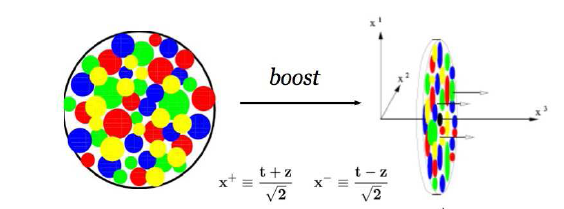 boost
x¹
x²
x³
x⁺ ≡ t + z / √2    x⁻ ≡ t − z / √2